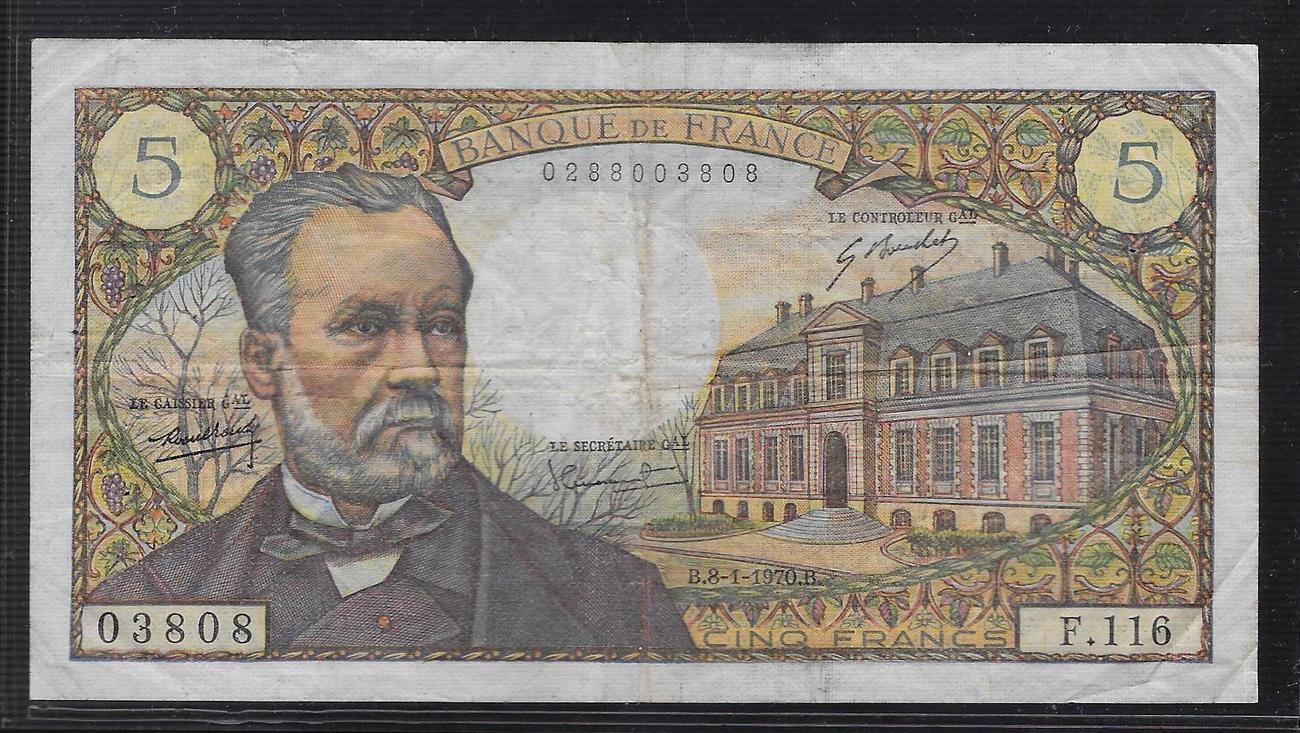 5
BANQUE DE FRANCE
5
0288003808
LE CONTROLEUR GAL
G Bouchet
LE CAISSIER GAL
LE SECRÉTAIRE GAL
B.8-1-1970.B.
03808
CINQ FRANCS
F.116